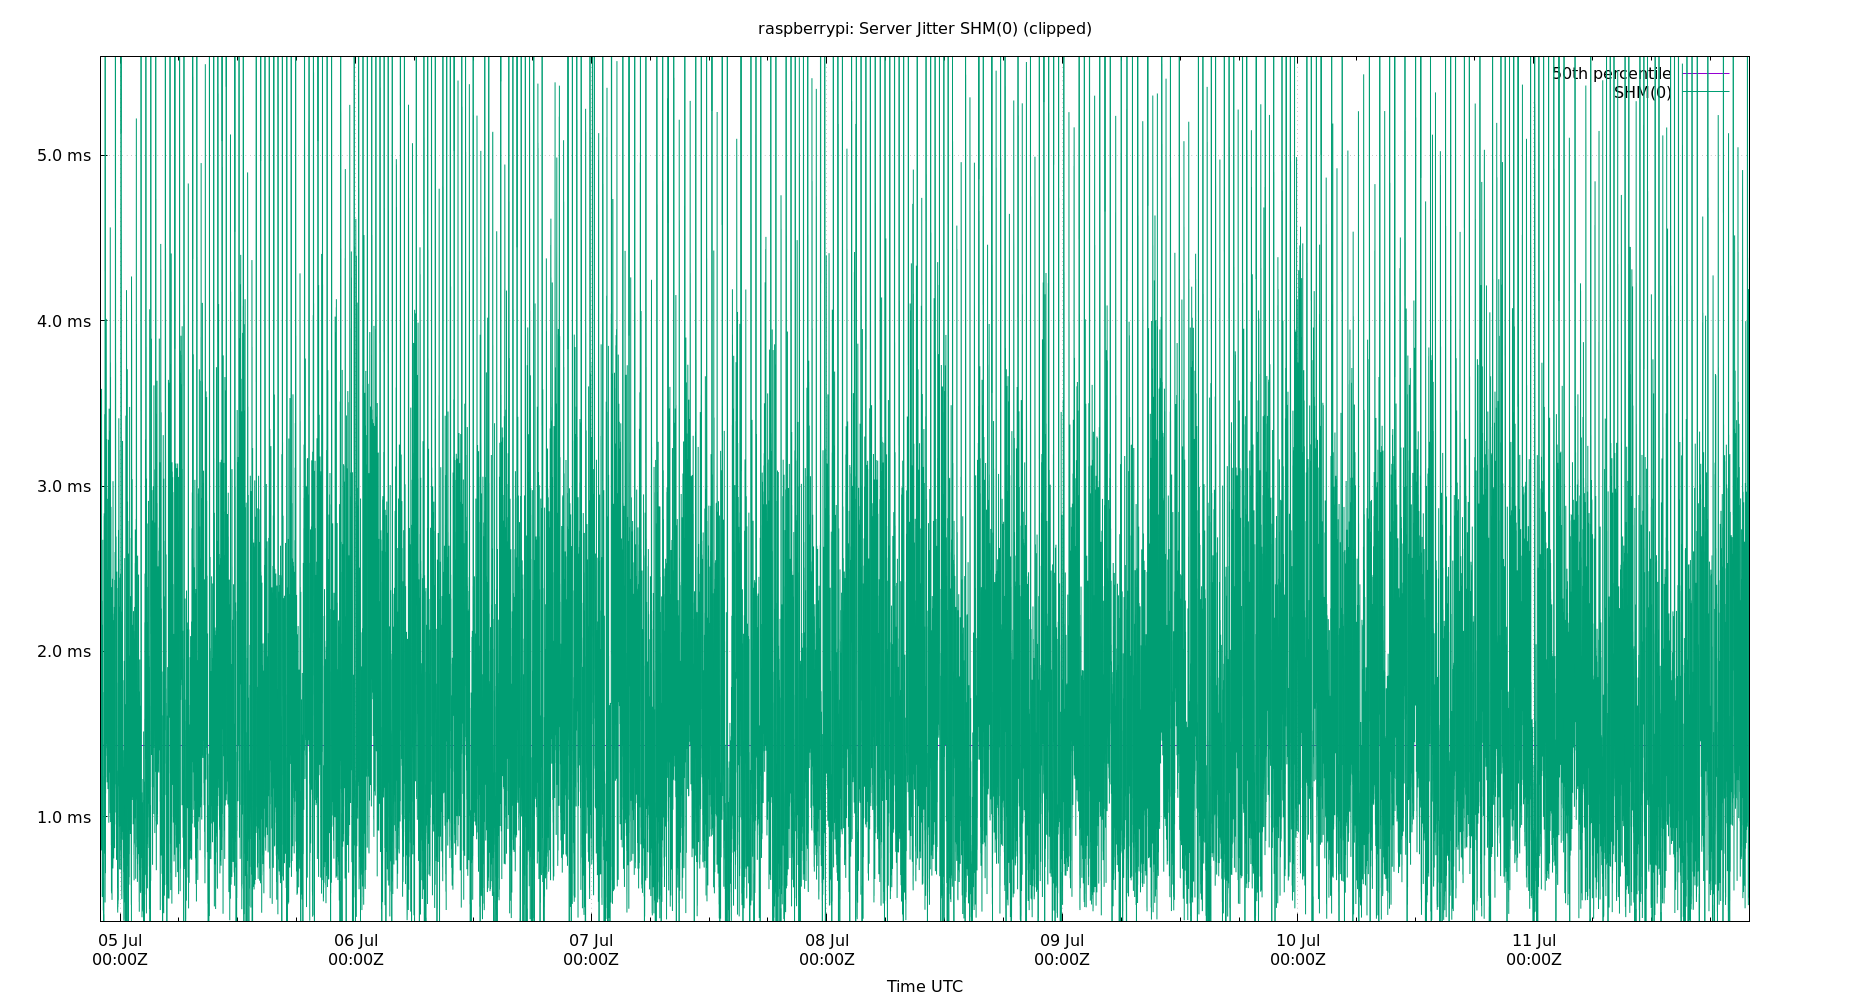 raspberrypi: Server Jitter SHM(0) (clipped)
50th percentile
SHM(0)
5.0 ms
4.0 ms
3.0 ms
2.0 ms
1.0 ms
05 Jul 06 Jul 07 Jul 08 Jul 09 Jul 10 Jul 11 Jul
00:00Z 00:00Z 00:00Z 00:00Z 00:00Z 00:00Z 00:00Z
Time UTC